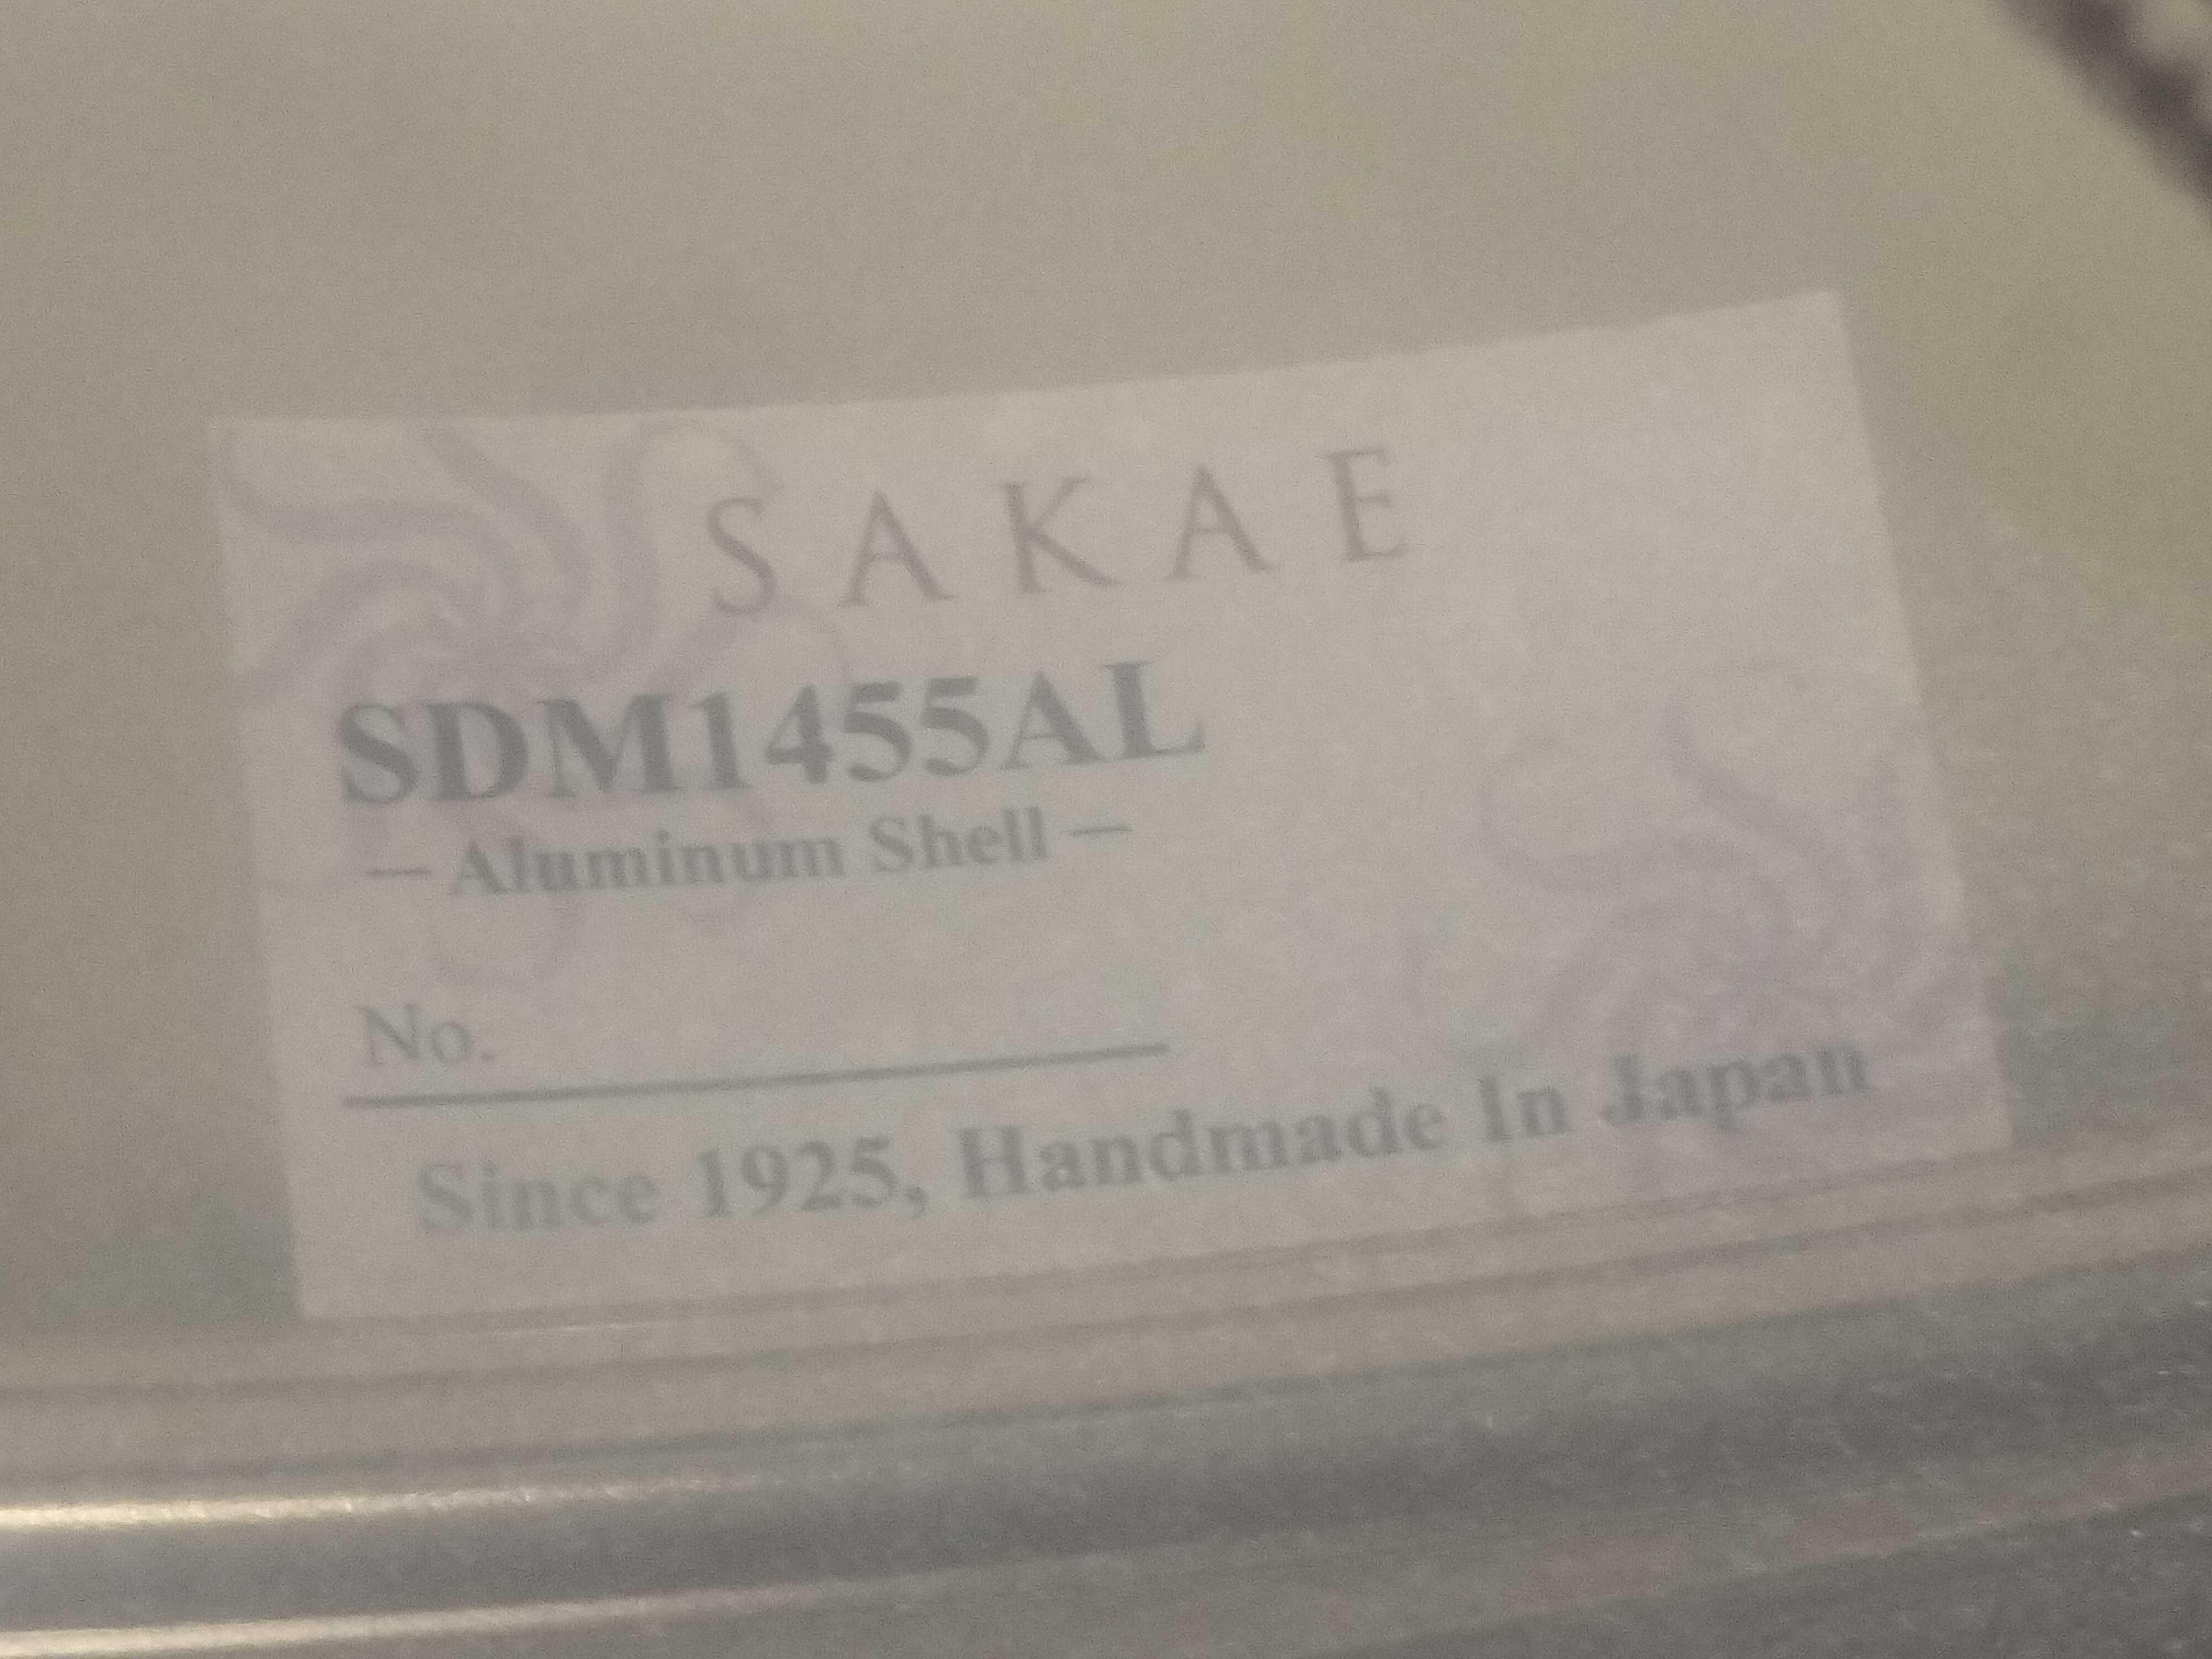 SAKAE
SDM1455AL
— Aluminum Shell —
No.
Since 1925, Handmade In Japan